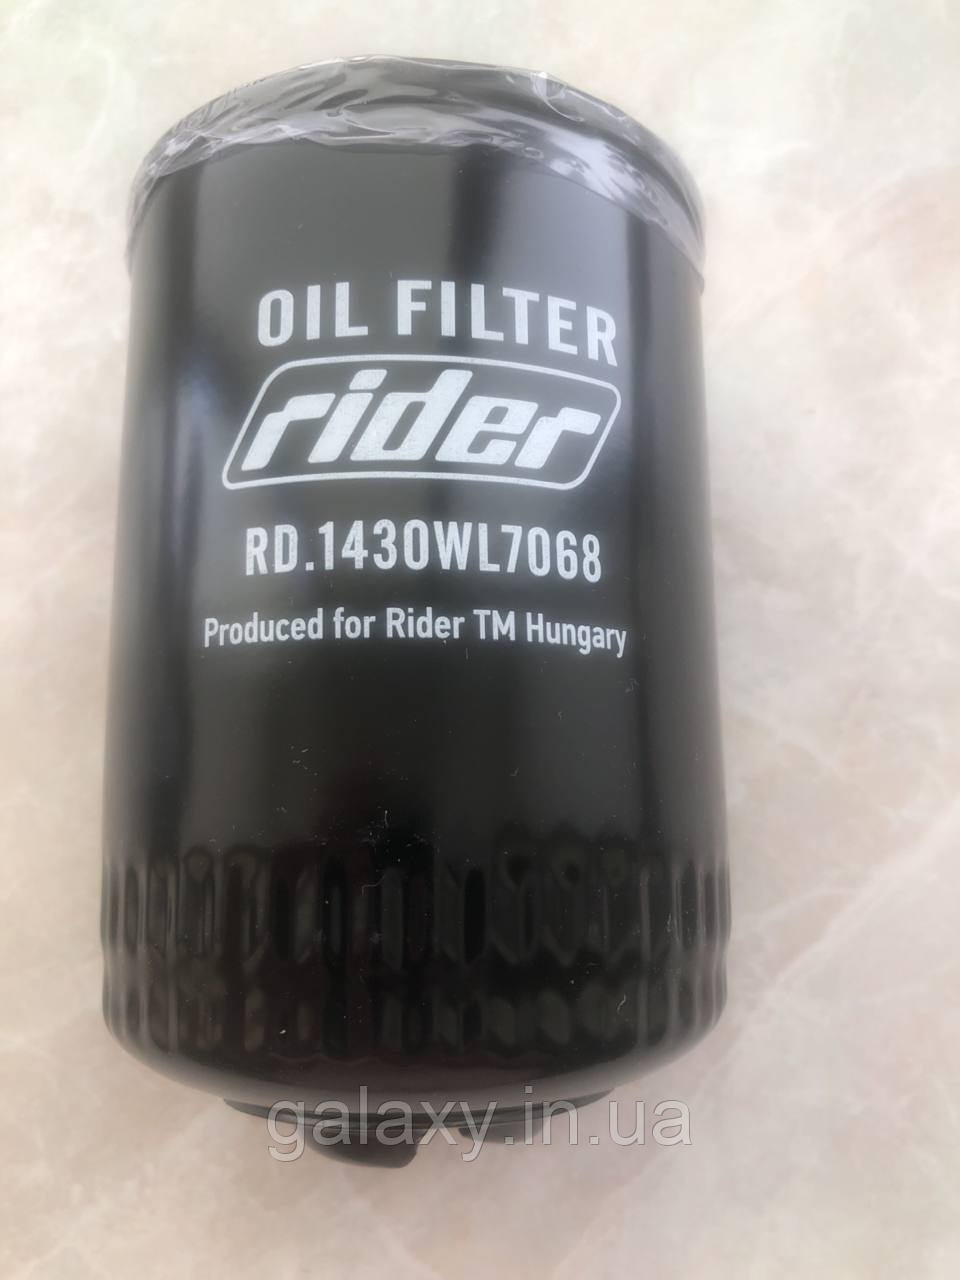 OIL FILTER
rider
RD.1430WL7068
Produced for Rider TM Hungary
galaxy.in.ua